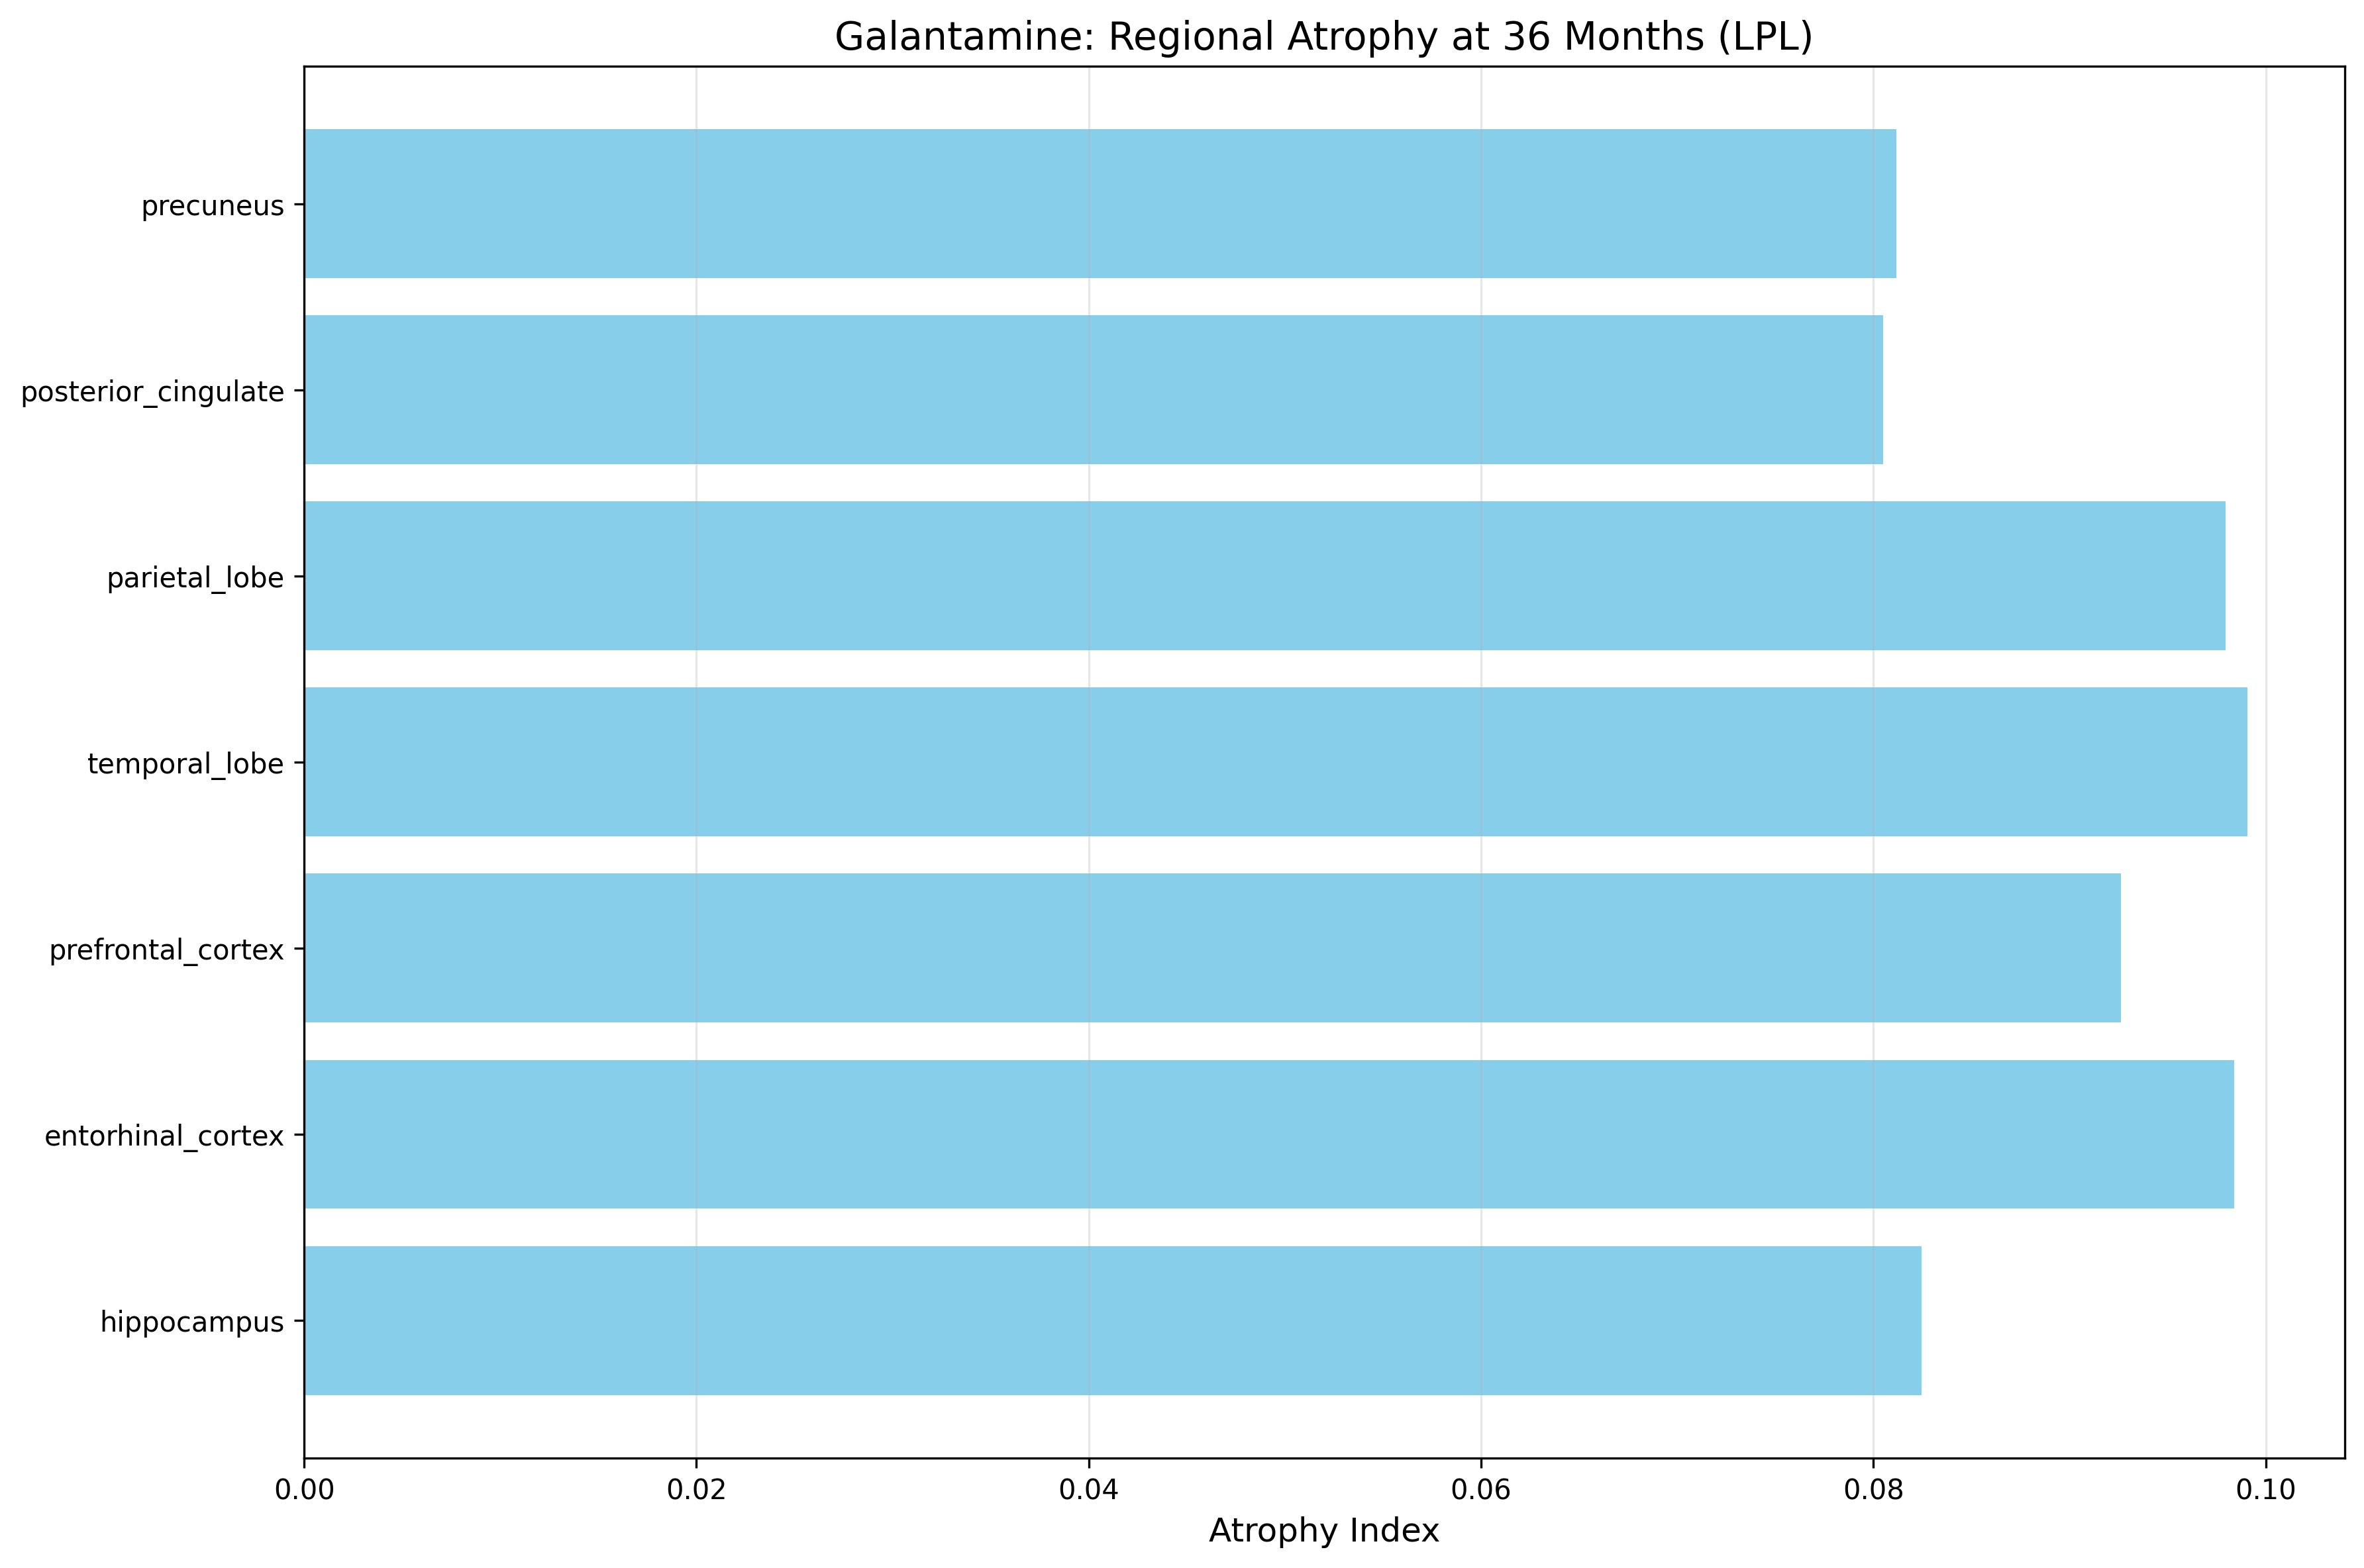 Galantamine: Regional Atrophy at 36 Months (LPL)
precuneus
posterior_cingulate
parietal_lobe
temporal_lobe
prefrontal_cortex
entorhinal_cortex
hippocampus
0.00 0.02 0.04 0.06 0.08 0.10
Atrophy Index